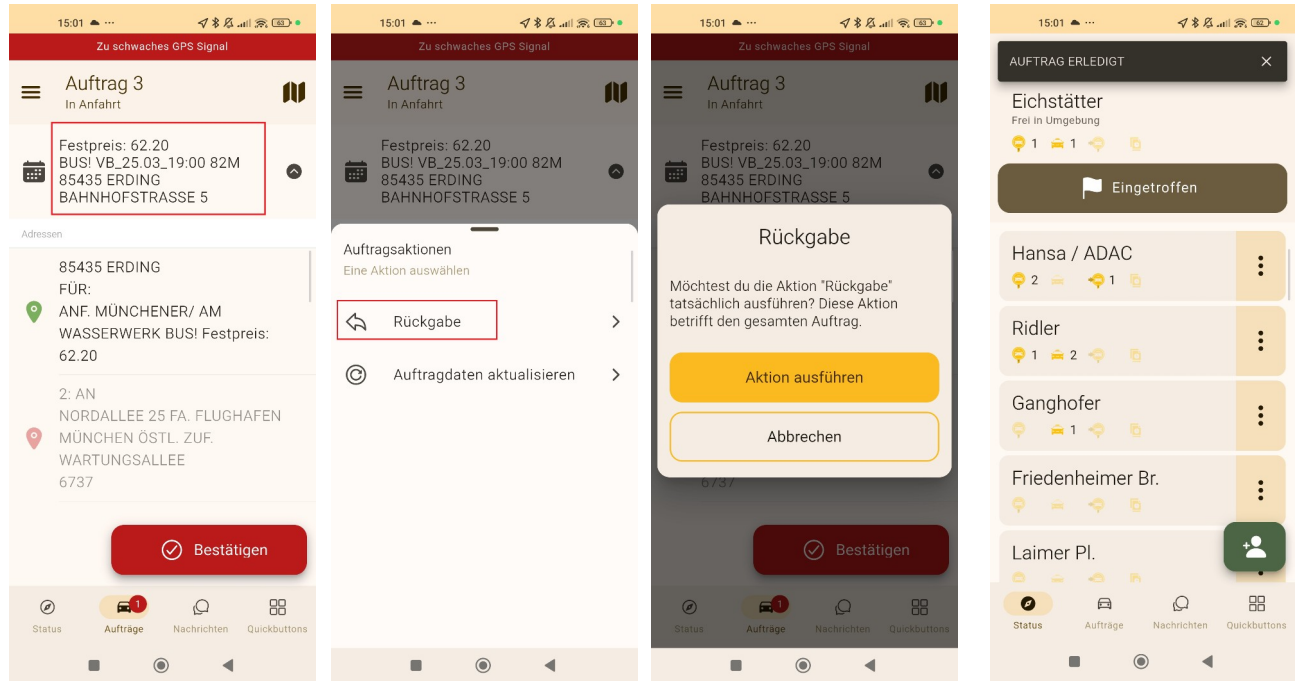 15:01
63
Zu schwaches GPS Signal
Auftrag 3
In Anfahrt
Festpreis: 62.20
BUS! VB_25.03_19:00 82M
85435 ERDING
BAHNHOFSTRASSE 5
Adressen
85435 ERDING
FÜR:
ANF. MÜNCHENER/ AM
WASSERWERK BUS! Festpreis:
62.20
2: AN
NORDALLEE 25 FA. FLUGHAFEN
MÜNCHEN ÖSTL. ZUF.
WARTUNGSALLEE
6737
Bestätigen
1
Status
Aufträge
Nachrichten
Quickbuttons
15:01
63
Zu schwaches GPS Signal
Auftrag 3
In Anfahrt
Festpreis: 62.20
BUS! VB_25.03_19:00 82M
85435 ERDING
BAHNHOFSTRASSE 5
Auftragsaktionen
Eine Aktion auswählen
Rückgabe
Auftragdaten aktualisieren
15:01
63
Zu schwaches GPS Signal
Auftrag 3
In Anfahrt
Festpreis: 62.20
BUS! VB_25.03_19:00 82M
85435 ERDING
BAHNHOFSTRASSE 5
Rückgabe
Möchtest du die Aktion "Rückgabe"
tatsächlich ausführen? Diese Aktion
betrifft den gesamten Auftrag.
Aktion ausführen
Abbrechen
6737
Bestätigen
1
Status
Aufträge
Nachrichten
Quickbuttons
15:01
62
AUFTRAG ERLEDIGT
Eichstätter
Frei in Umgebung
1 1
Eingetroffen
Hansa / ADAC
2 1
Ridler
1 2
Ganghofer
1
Friedenheimer Br.
Laimer Pl.
Status
Aufträge
Nachrichten
Quickbuttons